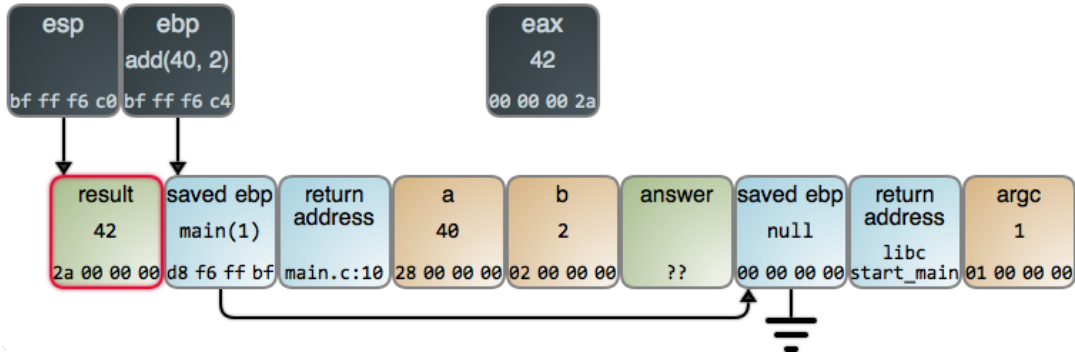 esp
bf ff f6 c0
ebp
add(40, 2)
bf ff f6 c4
eax
42
00 00 00 2a
result
42
2a 00 00 00
saved ebp
main(1)
d8 f6 ff bf
return
address
main.c:10
a
40
28 00 00 00
b
2
02 00 00 00
answer
??
saved ebp
null
00 00 00 00
return
address
libc
start_main
argc
1
01 00 00 00